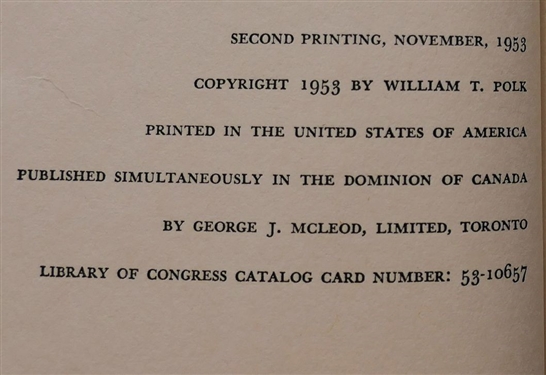 SECOND PRINTING, NOVEMBER, 1953
COPYRIGHT 1953 BY WILLIAM T. POLK
PRINTED IN THE UNITED STATES OF AMERICA
PUBLISHED SIMULTANEOUSLY IN THE DOMINION OF CANADA
BY GEORGE J. MCLEOD, LIMITED, TORONTO
LIBRARY OF CONGRESS CATALOG CARD NUMBER: 53-10657